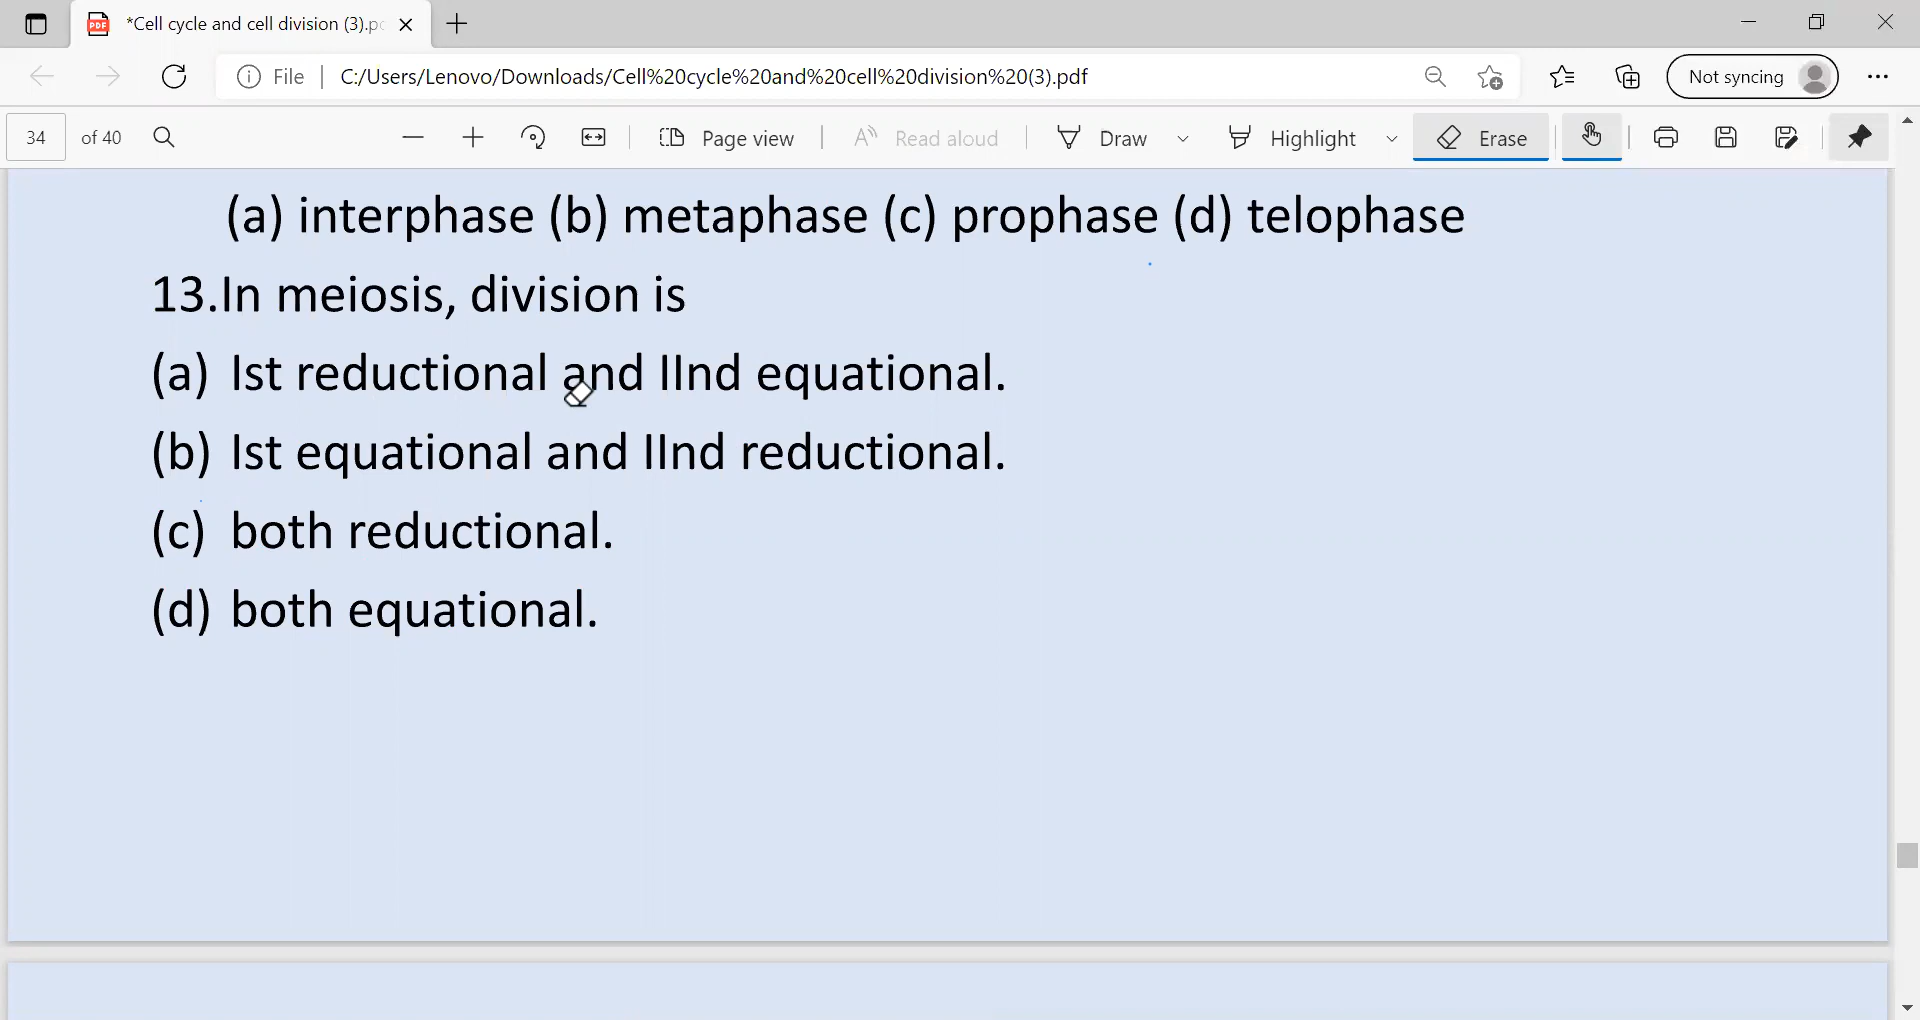 *Cell cycle and cell division (3).p
File | C:/Users/Lenovo/Downloads/Cell%20cycle%20and%20cell%20division%20(3).pdf
Not syncing
34 of 40
Page view
Read aloud
Draw
Highlight
Erase
(a) interphase (b) metaphase (c) prophase (d) telophase
13.In meiosis, division is
(a) Ist reductional and IInd equational.
(b) Ist equational and IInd reductional.
(c) both reductional.
(d) both equational.